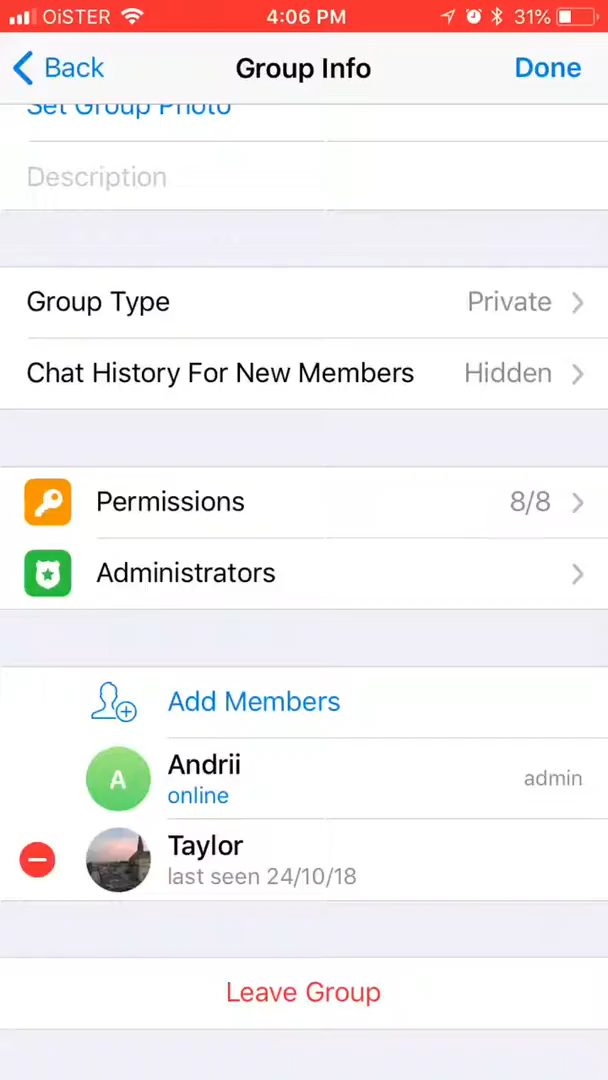 OiSTER 4:06 PM 31%
Back Group Info Done
Set Group Photo
Description
Group Type Private
Chat History For New Members Hidden
Permissions 8/8
Administrators
Add Members
A Andrii admin
online
Taylor
last seen 24/10/18
Leave Group